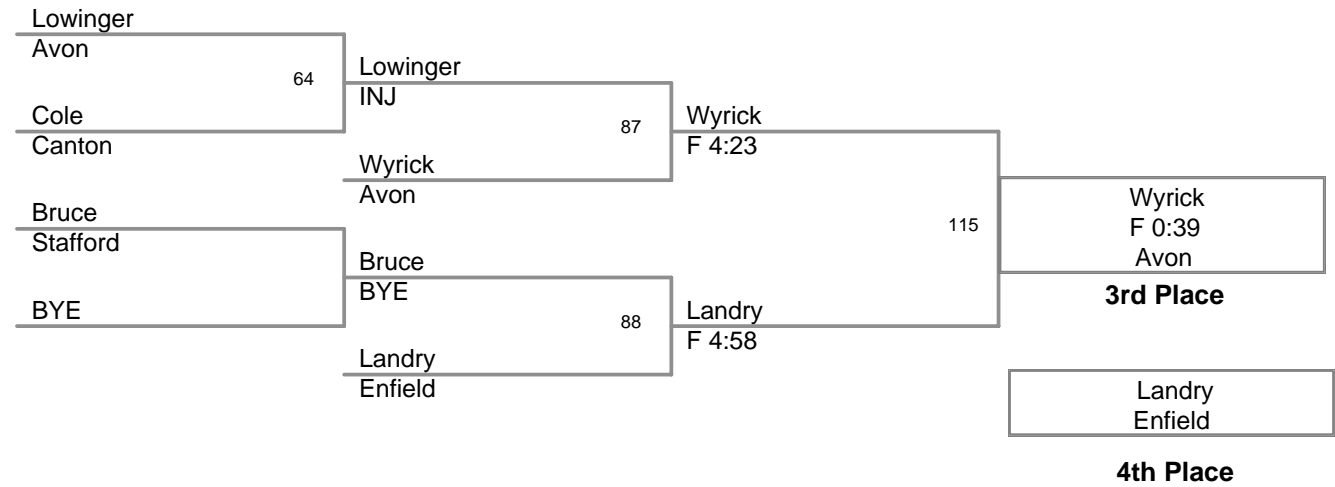 Lowinger
Avon
64
Cole
Canton
Bruce
Stafford
BYE
Lowinger
INJ
87
Wyrick
Avon
Bruce
BYE
88
Landry
Enfield
Wyrick
F 4:23
115
Landry
F 4:58
Wyrick
F 0:39
Avon
3rd Place
Landry
Enfield
4th Place